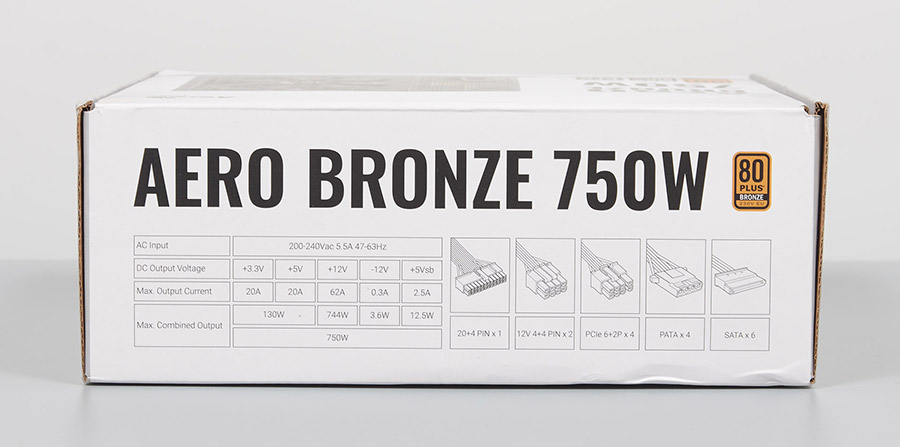 AERO BRONZE 750W
80
PLUS
BRONZE
230V EU
AC Input 200-240Vac 5.5A 47-63Hz
DC Output Voltage +3.3V +5V +12V -12V +5Vsb
Max. Output Current 20A 20A 62A 0.3A 2.5A
Max. Combined Output 130W 744W 3.6W 12.5W
750W
20+4 PIN x 1 12V 4+4 PIN x 2 PCIe 6+2P x 4 PATA x 4 SATA x 6